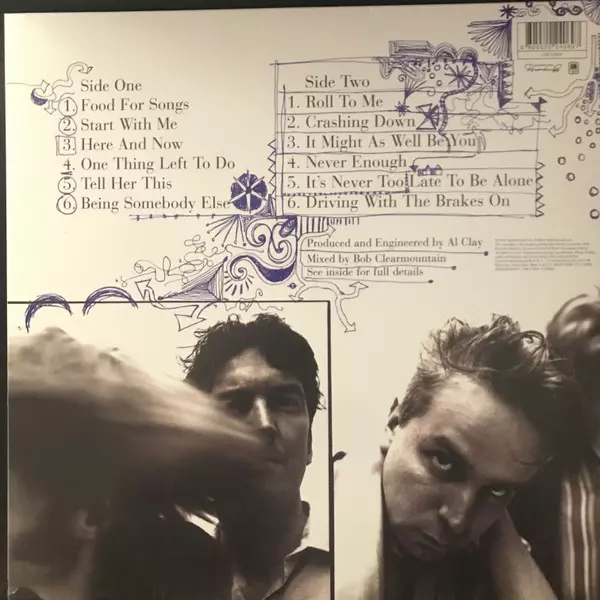 Side One
1. Food For Songs
2. Start With Me
3. Here And Now
4. One Thing Left To Do
5. Tell Her This
6. Being Somebody Else
Side Two
1. Roll To Me
2. Crashing Down
3. It Might As Well Be You
4. Never Enough
5. It's Never Too Late To Be Alone
6. Driving With The Brakes On
Produced and Engineered by Al Clay
Mixed by Bob Clearmountain
See inside for full details